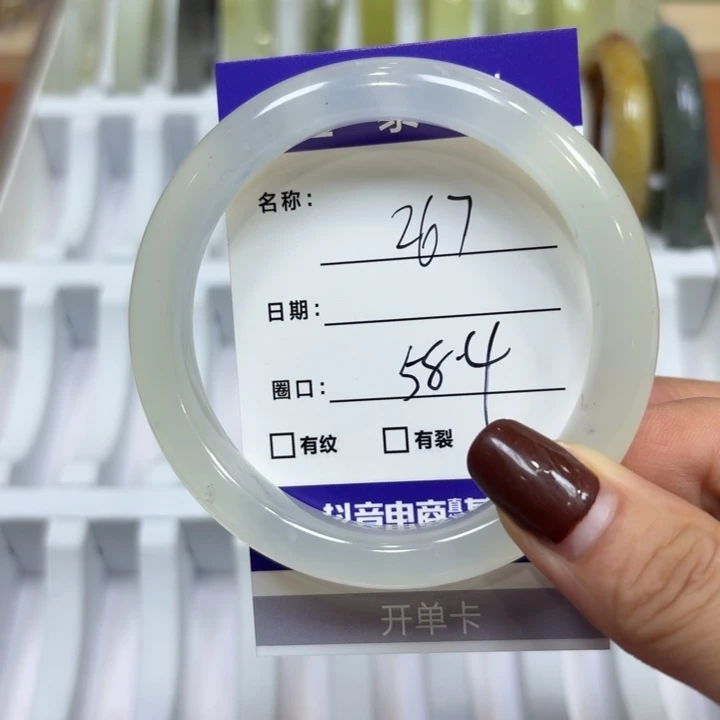 名称: 267
日期:
圈口: 58.4
有纹 有裂
抖音电商真
开单卡